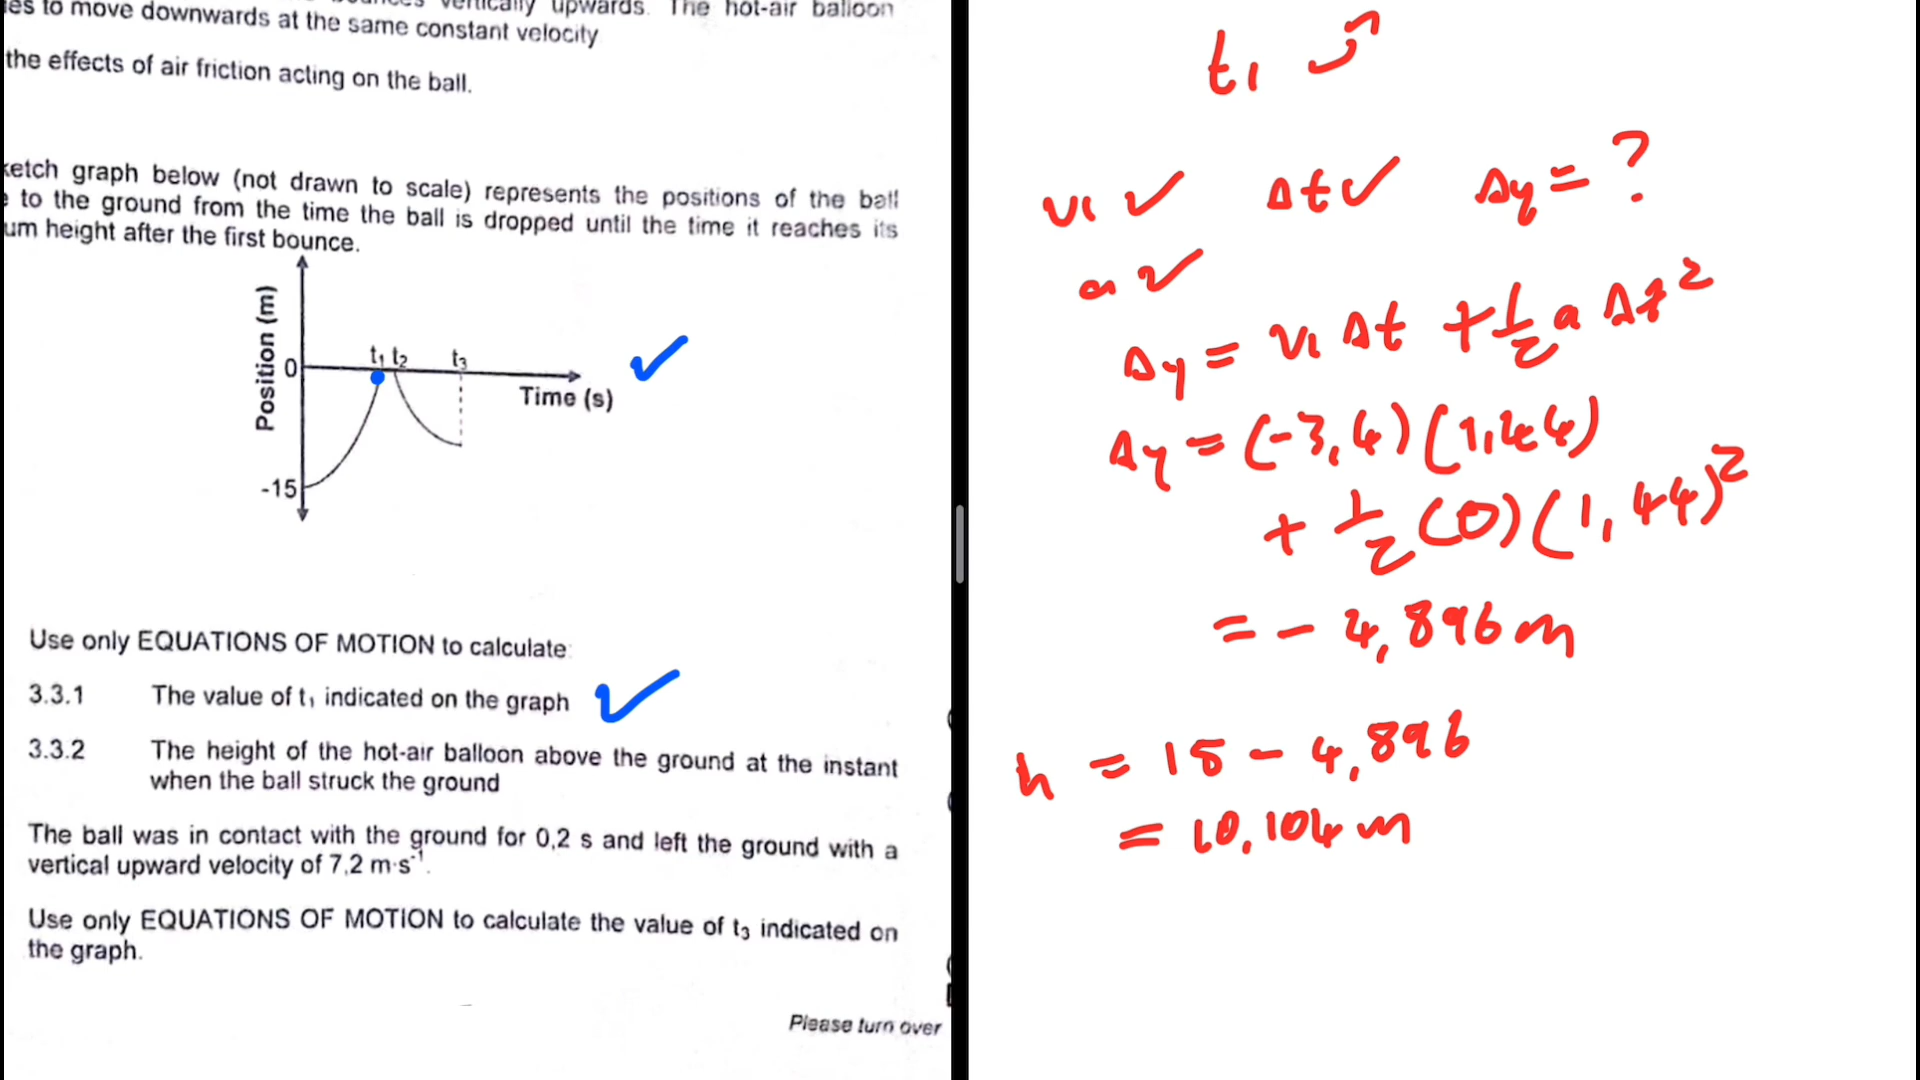 vertically upwards. The hot-air balloon
es to move downwards at the same constant velocity
the effects of air friction acting on the ball.
ketch graph below (not drawn to scale) represents the positions of the ball
e to the ground from the time the ball is dropped until the time it reaches its
um height after the first bounce.
Position (m)
0
t₁ t₂ t₃
Time (s)
-15
Use only EQUATIONS OF MOTION to calculate:
3.3.1 The value of t₁ indicated on the graph
3.3.2 The height of the hot-air balloon above the ground at the instant
when the ball struck the ground
The ball was in contact with the ground for 0,2 s and left the ground with a
vertical upward velocity of 7,2 m·s⁻¹.
Use only EQUATIONS OF MOTION to calculate the value of t₃ indicated on
the graph.
Please turn over
t₁
v₁ ✓ Δt ✓ Δy = ?
a ✓
Δy = v₁ Δt + ½ a Δt²
Δy = (-3,4)(1,44)
+ ½ (0)(1,44)²
= - 4,896 m
h = 15 - 4,896
= 10,104 m